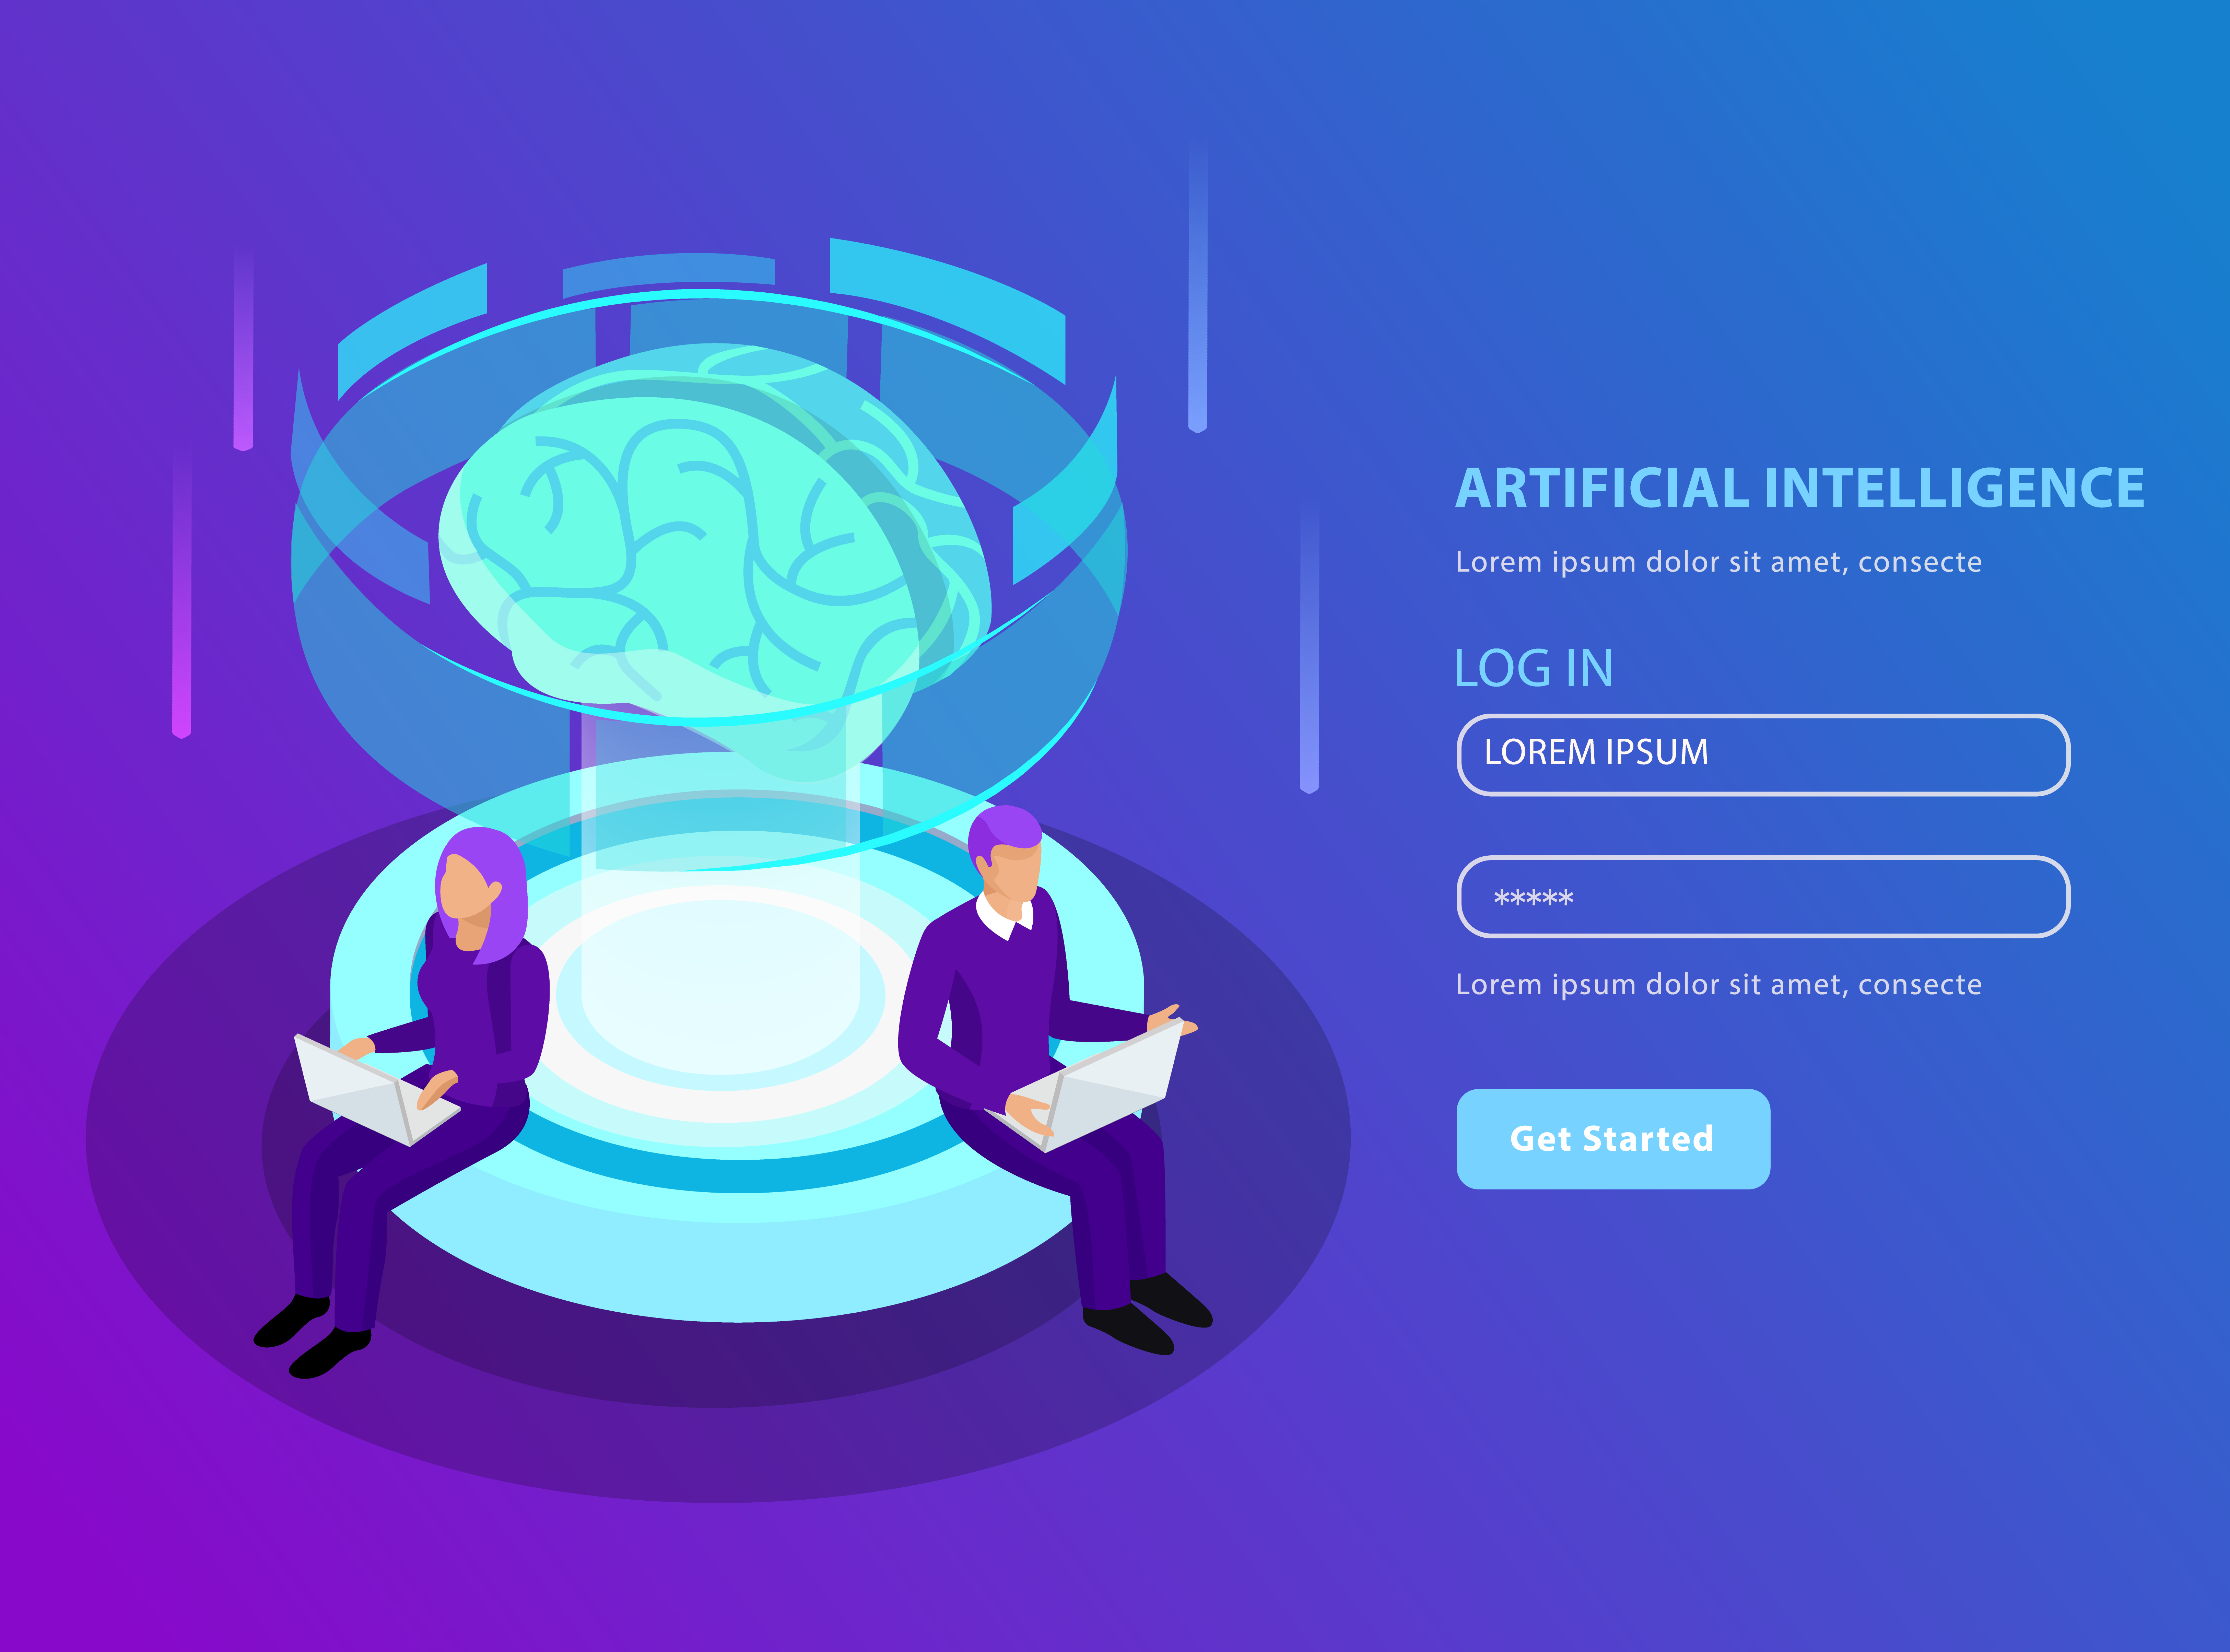 ARTIFICIAL INTELLIGENCE
Lorem ipsum dolor sit amet, consecte
LOG IN
LOREM IPSUM
*****
Lorem ipsum dolor sit amet, consecte
Get Started